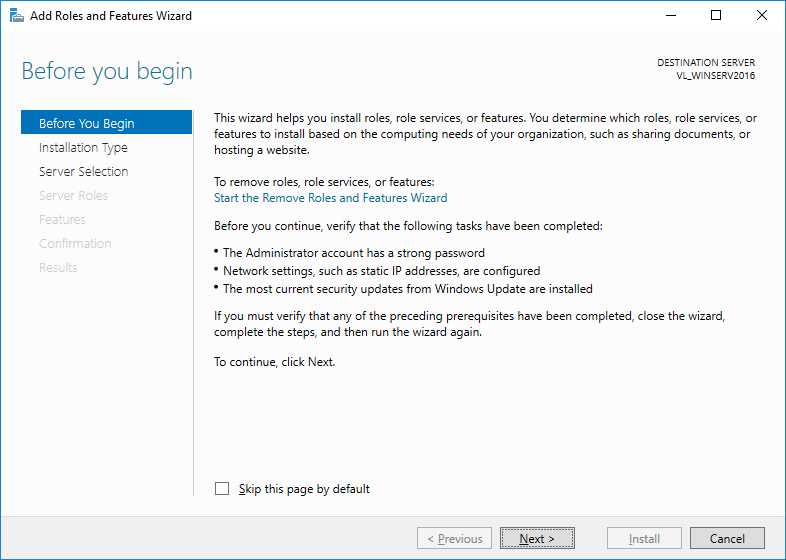 Add Roles and Features Wizard
Before you begin
DESTINATION SERVER
VL_WINSERV2016
Before You Begin
Installation Type
Server Selection
Server Roles
Features
Confirmation
Results
This wizard helps you install roles, role services, or features. You determine which roles, role services, or
features to install based on the computing needs of your organization, such as sharing documents, or
hosting a website.
To remove roles, role services, or features:
Start the Remove Roles and Features Wizard
Before you continue, verify that the following tasks have been completed:
• The Administrator account has a strong password
• Network settings, such as static IP addresses, are configured
• The most current security updates from Windows Update are installed
If you must verify that any of the preceding prerequisites have been completed, close the wizard,
complete the steps, and then run the wizard again.
To continue, click Next.
Skip this page by default
< Previous
Next >
Install
Cancel